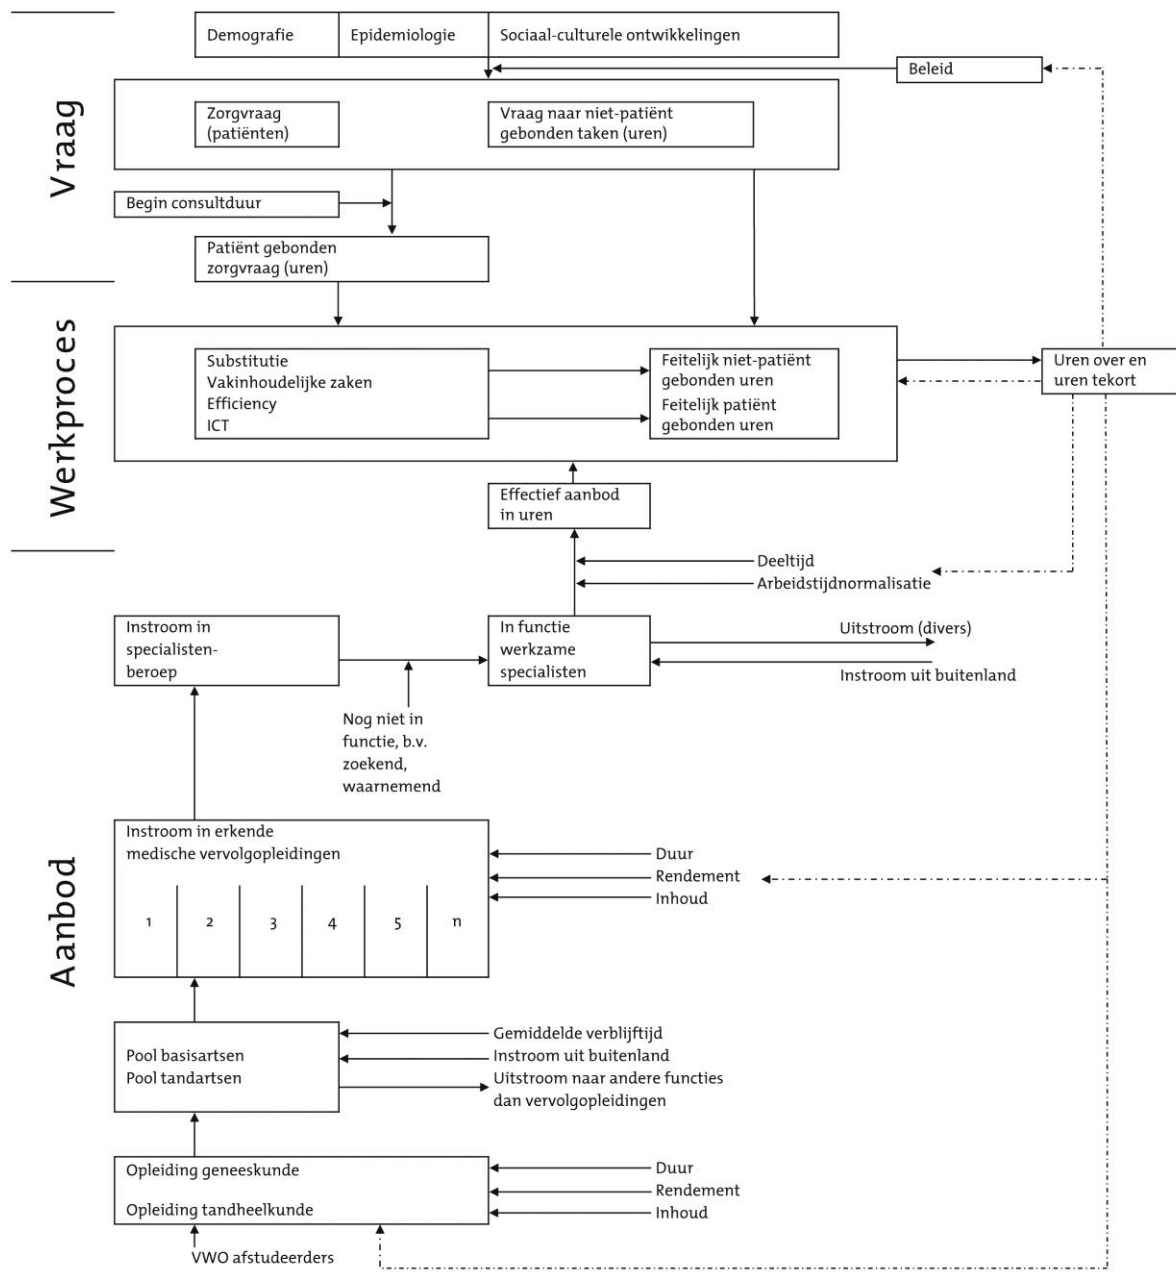 Vraag
Demografie
Epidemiologie
Sociaal-culturele ontwikkelingen
Beleid
Zorgvraag
(patiënten)
Vraag naar niet-patiënt
gebonden taken (uren)
Begin consultduur
Patiënt gebonden
zorgvraag (uren)
Werkproces
Substitutie
Vakinhoudelijke zaken
Efficiency
ICT
Feitelijk niet-patiënt
gebonden uren
Feitelijk patiënt
gebonden uren
Uren over en
uren tekort
Effectief aanbod
in uren
Deeltijd
Arbeidstijdnormalisatie
Aanbod
Instroom in
specialisten-
beroep
In functie
werkzame
specialisten
Uitstroom (divers)
Instroom uit buitenland
Nog niet in
functie, b.v.
zoekend,
waarnemend
Instroom in erkende
medische vervolgopleidingen
1 2 3 4 5 n
Duur
Rendement
Inhoud
Pool basisartsen
Pool tandartsen
Gemiddelde verblijftijd
Instroom uit buitenland
Uitstroom naar andere functies
dan vervolgopleidingen
Opleiding geneeskunde
Opleiding tandheelkunde
Duur
Rendement
Inhoud
VWO afstudeerders